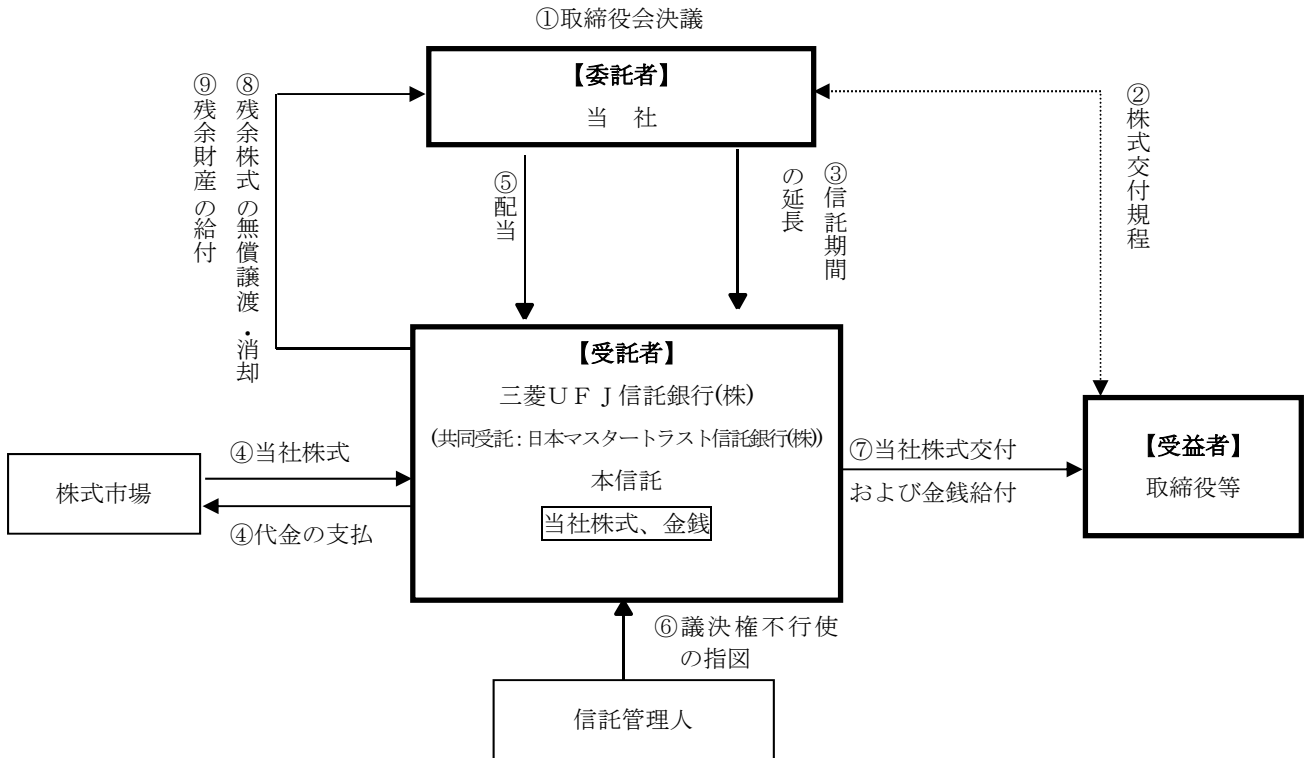 ①取締役会決議
【委託者】
当 社
⑨残余財産の給付
⑧残余株式の無償譲渡・消却
⑤配当
③信託期間
の延長
②株式交付規程
【受託者】
三菱UFJ信託銀行(株)
(共同受託:日本マスタートラスト信託銀行(株))
本信託
当社株式、金銭
④当社株式
株式市場
④代金の支払
⑦当社株式交付
および金銭給付
【受益者】
取締役等
⑥議決権不行使
の指図
信託管理人